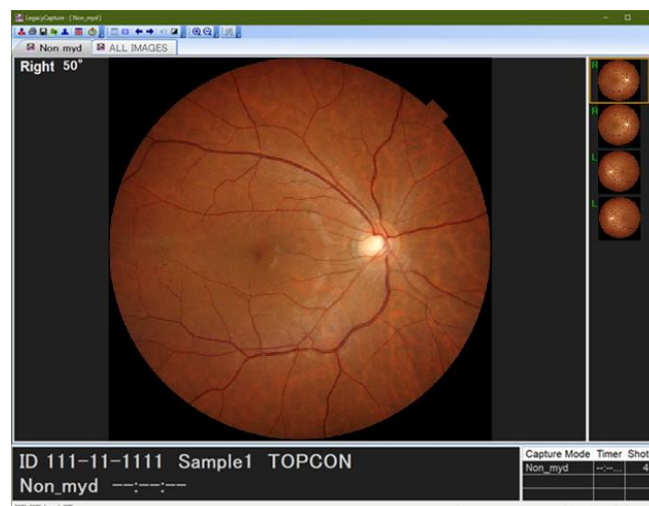 LegacyCapture - [ Non_myd ]
Non myd ALL IMAGES
Right 50°
R
R
L
L
ID 111-11-1111 Sample1 TOPCON
Non_myd --:--:--
Capture Mode Timer Shot
Non_myd --:--... 4